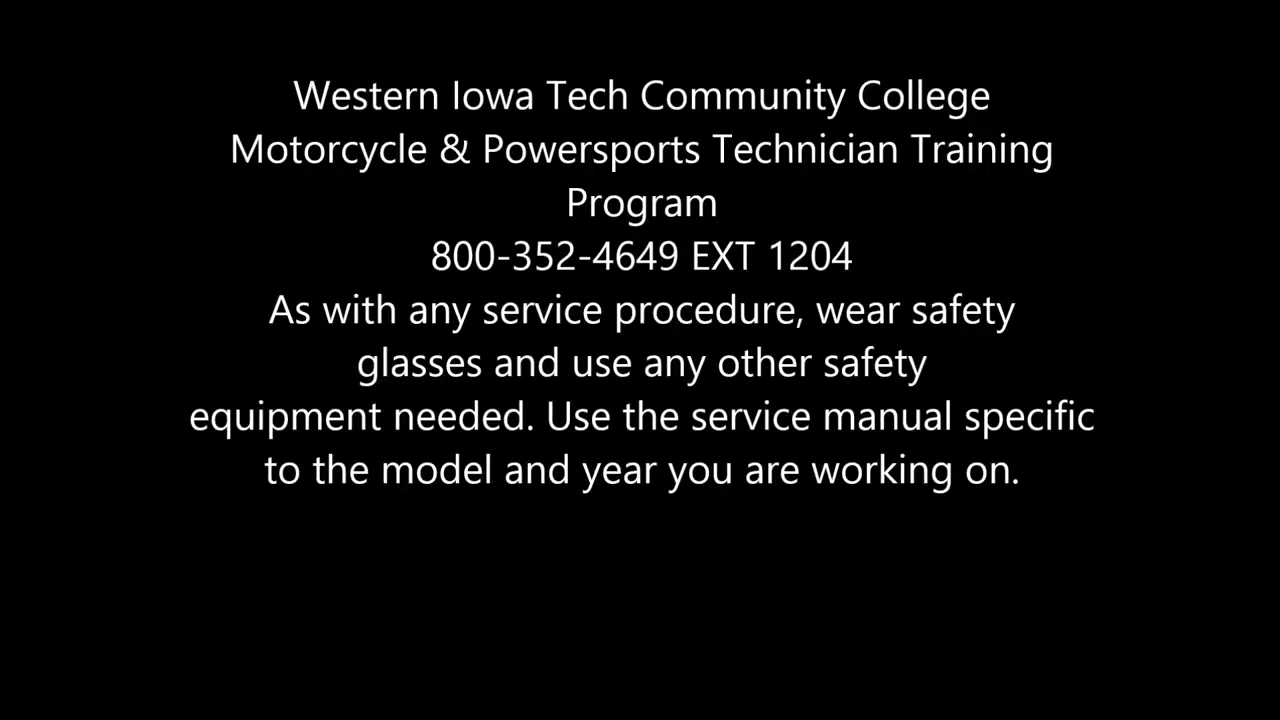 Western Iowa Tech Community College
Motorcycle & Powersports Technician Training
Program
800-352-4649 EXT 1204
As with any service procedure, wear safety
glasses and use any other safety
equipment needed. Use the service manual specific
to the model and year you are working on.